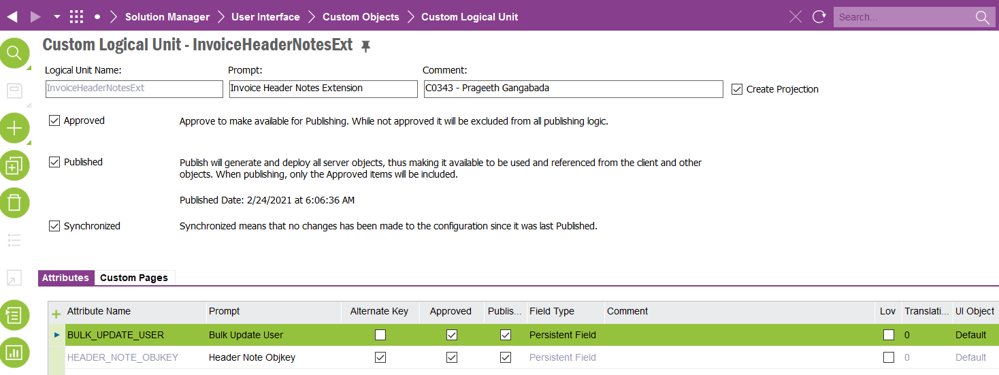 Solution Manager User Interface Custom Objects Custom Logical Unit Search...
Custom Logical Unit - InvoiceHeaderNotesExt
Logical Unit Name: Prompt: Comment:
InvoiceHeaderNotesExt Invoice Header Notes Extension C0343 - Prageeth Gangabada Create Projection
Approved Approve to make available for Publishing. While not approved it will be excluded from all publishing logic.
Published Publish will generate and deploy all server objects, thus making it available to be used and referenced from the client and other
objects. When publishing, only the Approved items will be included.
Published Date: 2/24/2021 at 6:06:36 AM
Synchronized Synchronized means that no changes has been made to the configuration since it was last Published.
Attributes Custom Pages
Attribute Name Prompt Alternate Key Approved Publis... Field Type Comment Lov Translati... UI Object
BULK_UPDATE_USER Bulk Update User Persistent Field 0 Default
HEADER_NOTE_OBJKEY Header Note Objkey Persistent Field 0 Default